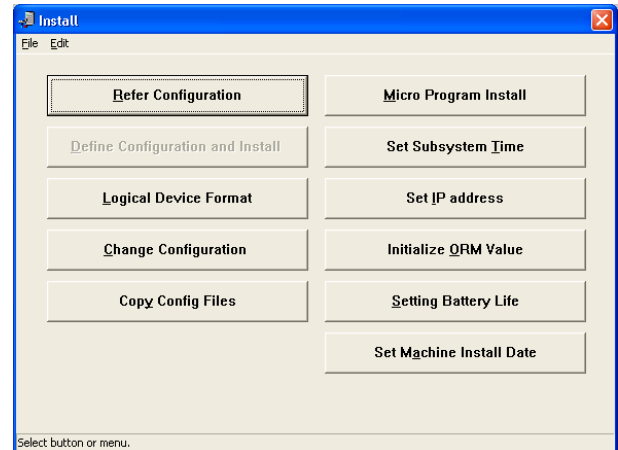 Install
File Edit
Refer Configuration
Micro Program Install
Define Configuration and Install
Set Subsystem Time
Logical Device Format
Set IP address
Change Configuration
Initialize ORM Value
Copy Config Files
Setting Battery Life
Set Machine Install Date
Select button or menu.